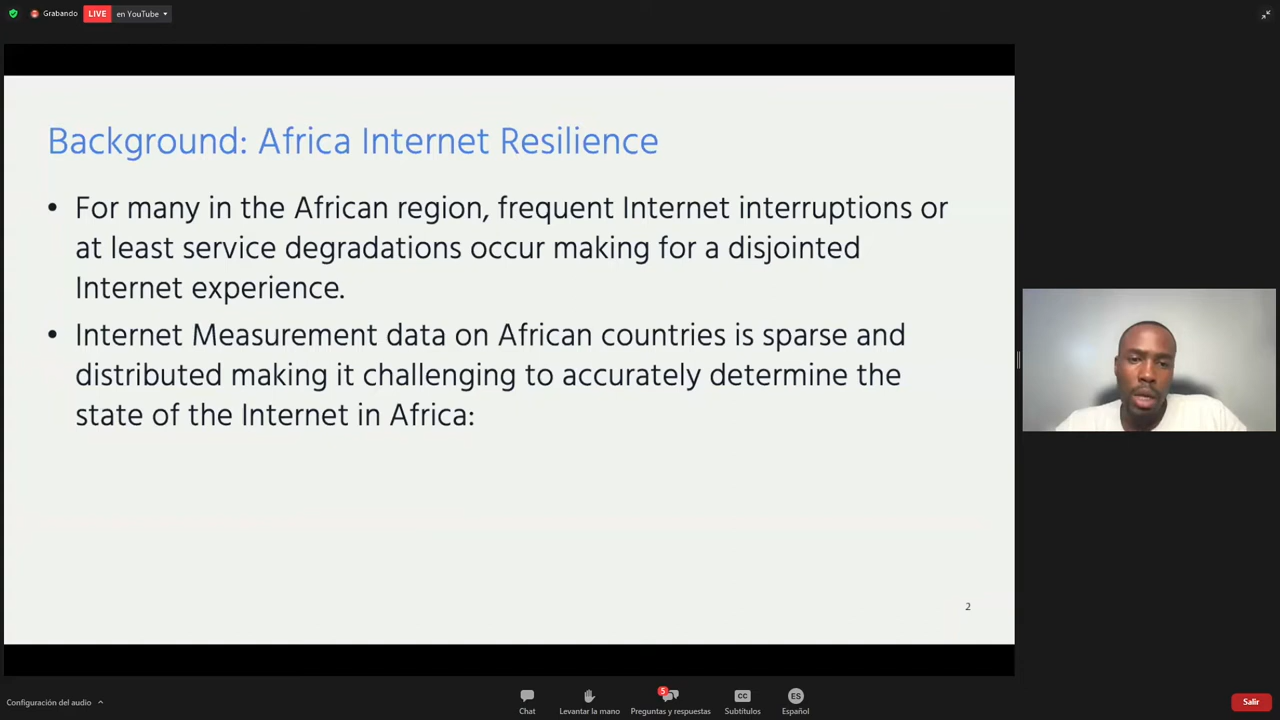 Grabando
LIVE
en YouTube
Background: Africa Internet Resilience
• For many in the African region, frequent Internet interruptions or
at least service degradations occur making for a disjointed
Internet experience.
• Internet Measurement data on African countries is sparse and
distributed making it challenging to accurately determine the
state of the Internet in Africa:
2
Configuración del audio
Chat
Levantar la mano
5
Preguntas y respuestas
CC
Subtítulos
ES
Español
Salir